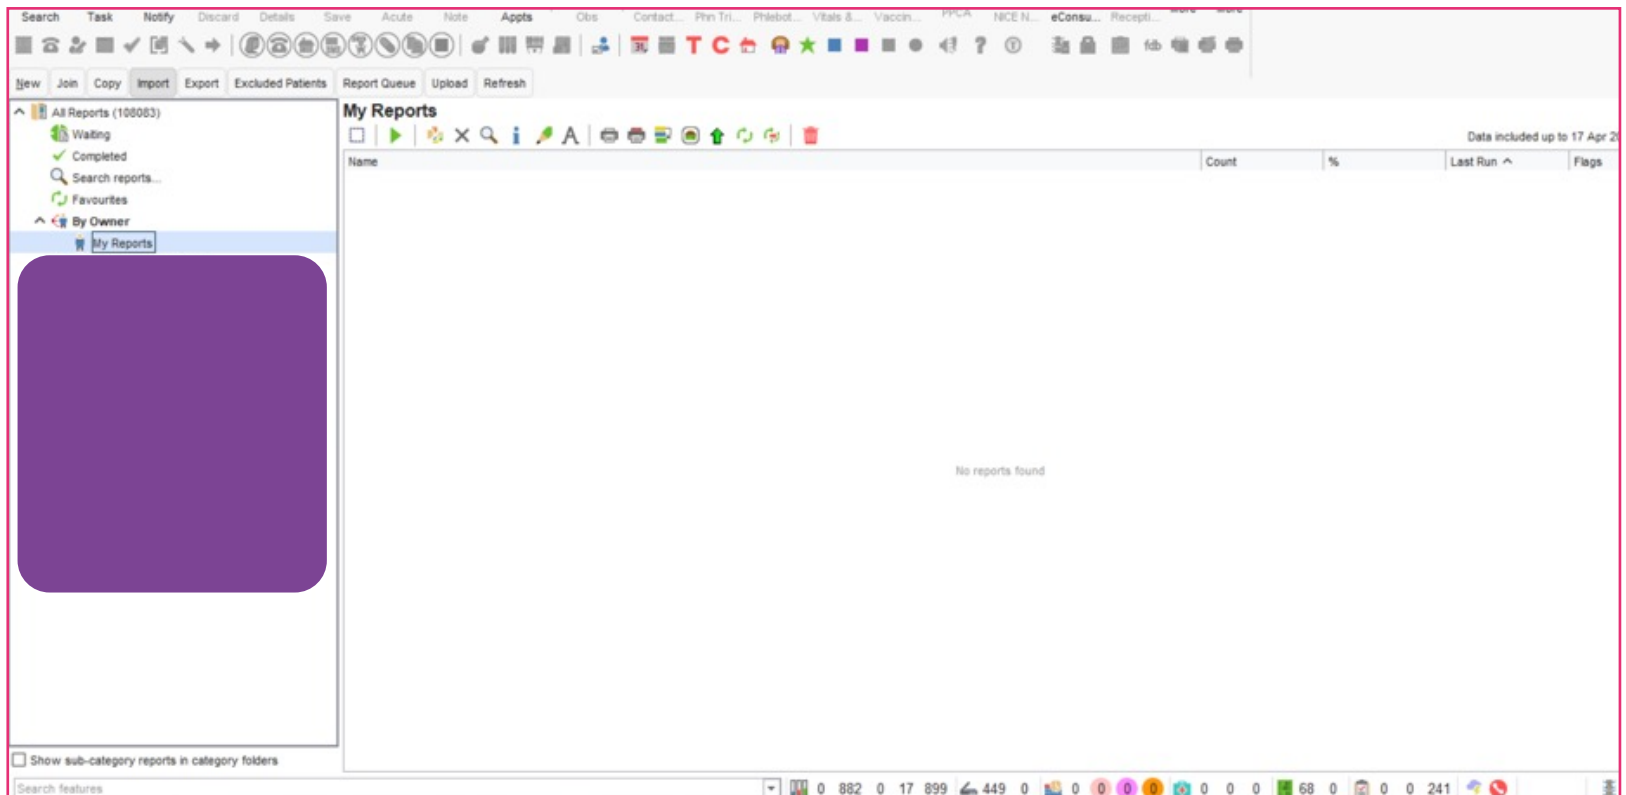 Search Task Notify Discard Details Save Acute Note Appts Obs Contact... Phn Tri... Phlebot... Vitals &... Vaccin... PPCA NICE N... eConsu... Recepti... More More
New Join Copy Import Export Excluded Patients Report Queue Upload Refresh
All Reports (108083)
Waiting
Completed
Search reports...
Favourites
By Owner
My Reports
Show sub-category reports in category folders
My Reports
Data included up to 17 Apr 20
Name Count % Last Run Flags
No reports found
Search features
0 882 0 17 899 449 0 0 0 0 0 0 0 0 68 0 0 0 241